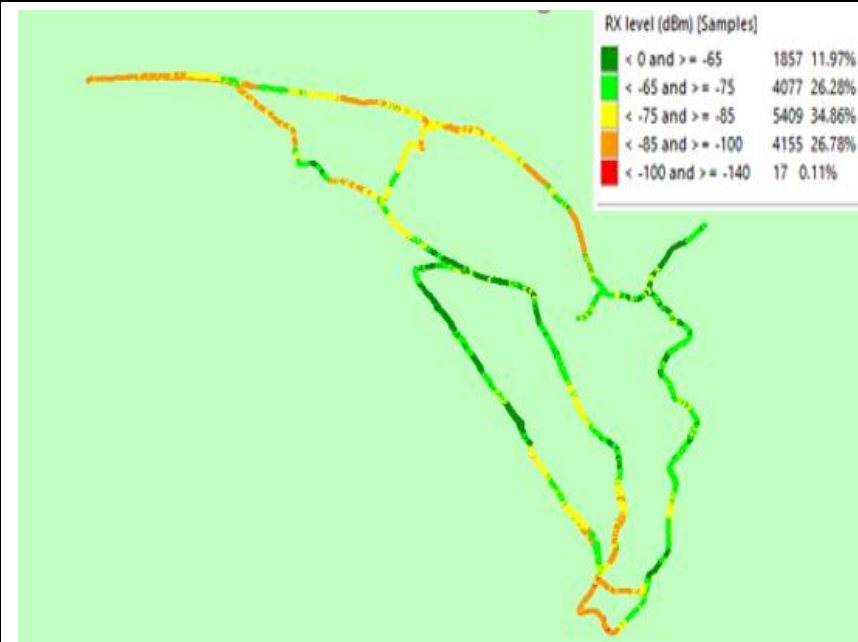 RX level (dBm) [Samples]
< 0 and >= -65 1857 11.97%
< -65 and >= -75 4077 26.28%
< -75 and >= -85 5409 34.86%
< -85 and >= -100 4155 26.78%
< -100 and >= -140 17 0.11%